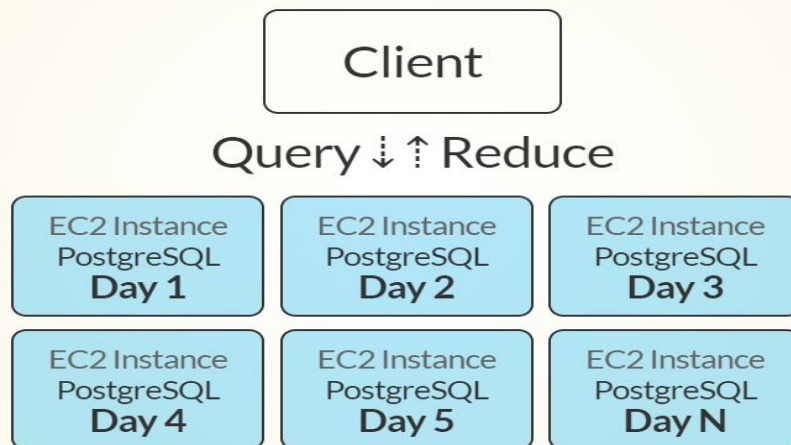 Client
Query ⇣⇡ Reduce
EC2 Instance
PostgreSQL
Day 1
EC2 Instance
PostgreSQL
Day 2
EC2 Instance
PostgreSQL
Day 3
EC2 Instance
PostgreSQL
Day 4
EC2 Instance
PostgreSQL
Day 5
EC2 Instance
PostgreSQL
Day N